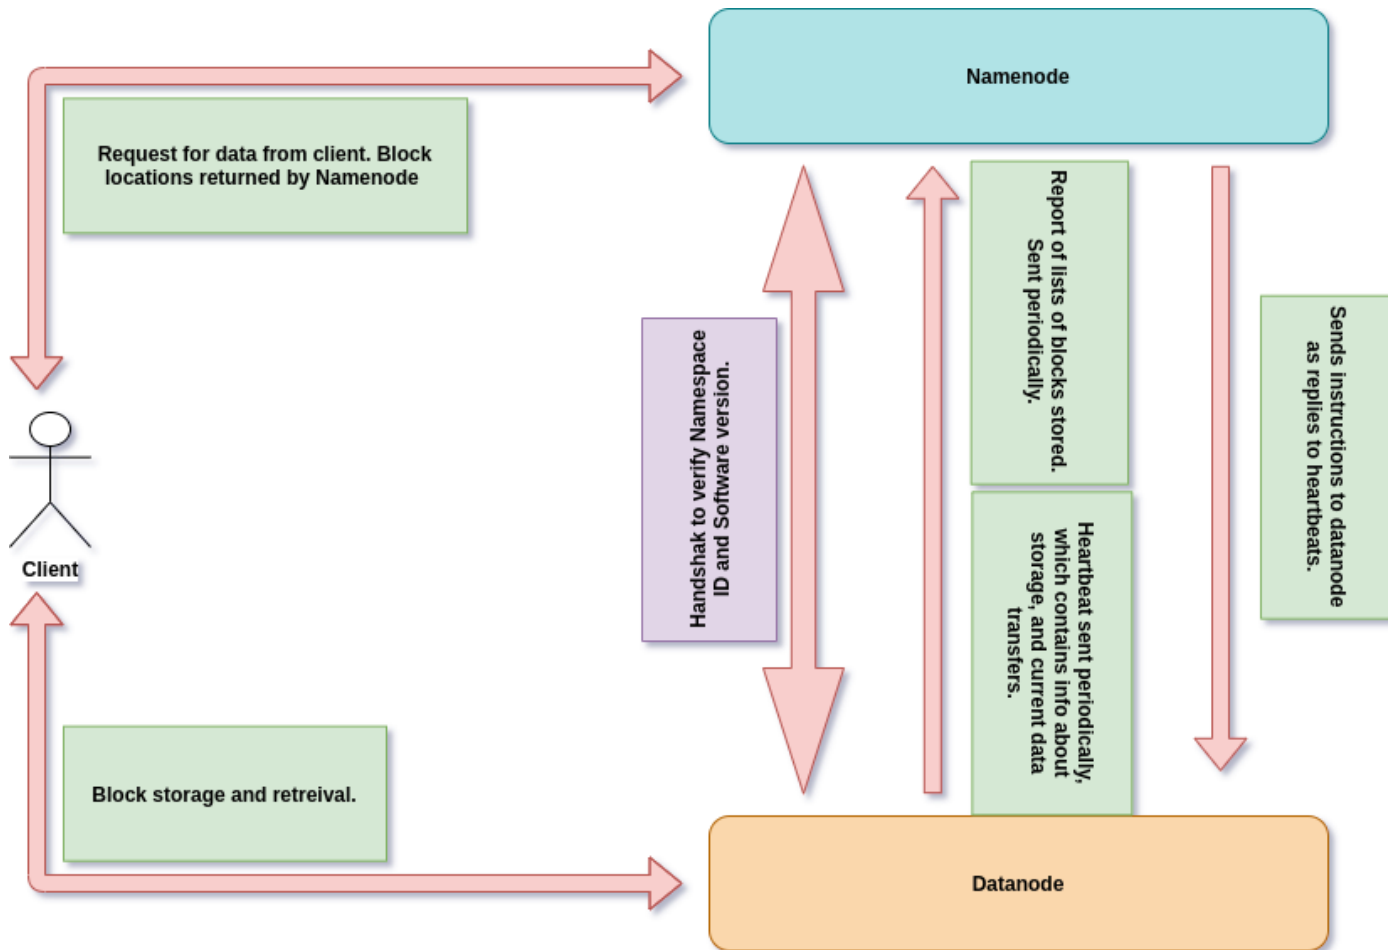 Namenode
Request for data from client. Block
locations returned by Namenode
Report of lists of blocks stored.
Sent periodically.
Handshak to verify Namespace
ID and Software version.
Sends instructions to datanode
as replies to heartbeats.
Heartbeat sent periodically,
which contains info about
storage, and current data
transfers.
Client
Block storage and retreival.
Datanode